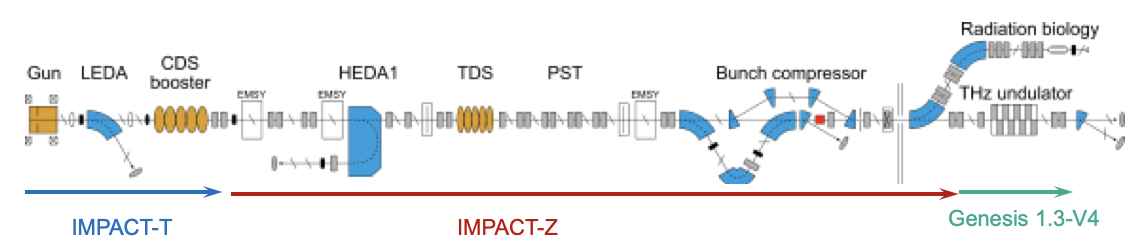 Radiation biology
Gun
LEDA
CDS
booster
HEDA1
TDS
PST
Bunch compressor
THz undulator
EMSY
EMSY
EMSY
IMPACT-T
IMPACT-Z
Genesis 1.3-V4